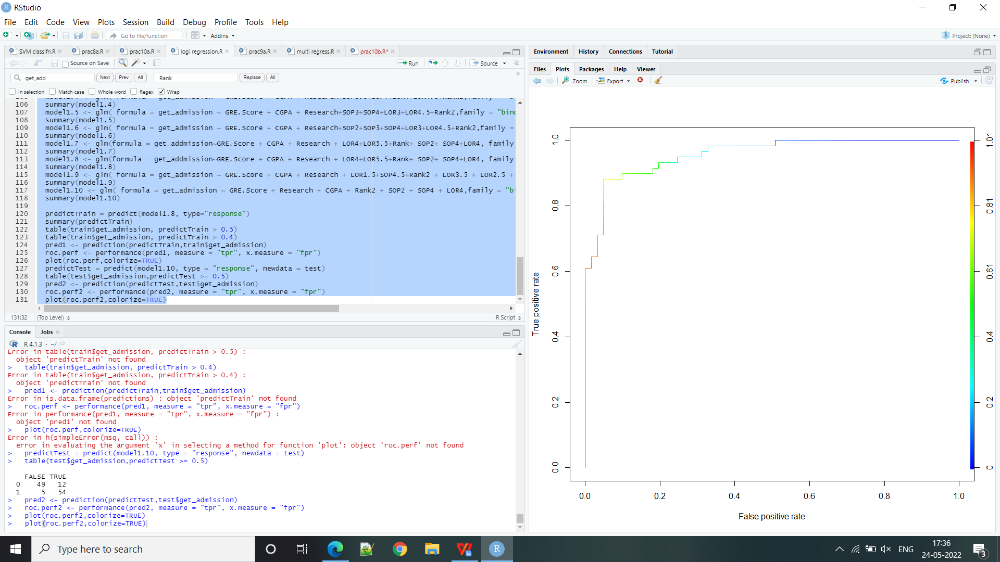 RStudio
File Edit Code View Plots Session Build Debug Profile Tools Help
Go to file/function Addins Project: (None)
SVM classifn.R prac8a.R prac10a.R logi regression.R prac9a.R multi regress.R prac10b.R*
Source on Save Run Source
get_add Next Prev All Rank Replace All
In selection Match case Whole word Regex Wrap
106 summary(model1.4)
107 model1.5 <- glm( formula = get_admission ~ GRE.Score + CGPA + Research+SOP3+SOP4+LOR3+LOR4.5+Rank2,family = "bino
108 summary(model1.5)
109 model1.6 <- glm( formula = get_admission ~ GRE.Score + CGPA + Research+SOP2+SOP3+SOP4+LOR3+LOR4.5+Rank2,family =
110 summary(model1.6)
111 model1.7 <- glm(formula = get_addmission~GRE.Score + CGPA + Research + LOR4+LOR5.5+Rank+ SOP2+ SOP4+LOR4, family
112 summary(model1.7)
113 model1.8 <- glm(formula = get_addmission~GRE.Score + CGPA + Research + LOR4+LOR5.5+Rank+ SOP2+ SOP4+LOR4, family
114 summary(model1.8)
115 model1.9 <- glm( formula = get_admission ~ GRE.Score + CGPA + Research + LOR1.5+SOP4.5+Rank2 + LOR3.5 + LOR2.5 +
116 summary(model1.9)
117 model1.10 <- glm( formula = get_admission ~ GRE.Score + Research + CGPA + Rank2 + SOP2 + SOP4 + LOR4,family = "bi
118 summary(model1.10)
119
120 predictTrain = predict(model1.8, type="response")
121 summary(predictTrain)
122 table(train$get_admission, predictTrain > 0.5)
123 table(train$get_admission, predictTrain > 0.4)
124 pred1 <- prediction(predictTrain,train$get_admission)
125 roc.perf <- performance(pred1, measure = "tpr", x.measure = "fpr")
126 plot(roc.perf,colorize=TRUE)
127 predictTest = predict(model1.10, type = "response", newdata = test)
128 table(test$get_admission,predictTest >= 0.5)
129 pred2 <- prediction(predictTest,test$get_admission)
130 roc.perf2 <- performance(pred2, measure = "tpr", x.measure = "fpr")
131 plot(roc.perf2,colorize=TRUE)
131:32 (Top Level) R Script
Console Jobs
R 4.1.3 · ~/
Error in table(train$get_admission, predictTrain > 0.5) :
object 'predictTrain' not found
> table(train$get_admission, predictTrain > 0.4)
Error in table(train$get_admission, predictTrain > 0.4) :
object 'predictTrain' not found
> pred1 <- prediction(predictTrain,train$get_admission)
Error in is.data.frame(predictions) : object 'predictTrain' not found
> roc.perf <- performance(pred1, measure = "tpr", x.measure = "fpr")
Error in performance(pred1, measure = "tpr", x.measure = "fpr") :
object 'pred1' not found
> plot(roc.perf,colorize=TRUE)
Error in h(simpleError(msg, call)) :
error in evaluating the argument 'x' in selecting a method for function 'plot': object 'roc.perf' not found
> predictTest = predict(model1.10, type = "response", newdata = test)
> table(test$get_admission,predictTest >= 0.5)
FALSE TRUE
0 49 12
1 5 54
> pred2 <- prediction(predictTest,test$get_admission)
> roc.perf2 <- performance(pred2, measure = "tpr", x.measure = "fpr")
> plot(roc.perf2,colorize=TRUE)
> plot(roc.perf2,colorize=TRUE)
Environment History Connections Tutorial
Files Plots Packages Help Viewer
Zoom Export Publish
True positive rate
1.0
0.8
0.6
0.4
0.2
0.0
1.01
0.81
0.61
0.4
0.2
0
0.0 0.2 0.4 0.6 0.8 1.0
False positive rate
Type here to search
ENG
17:36
24-05-2022
3